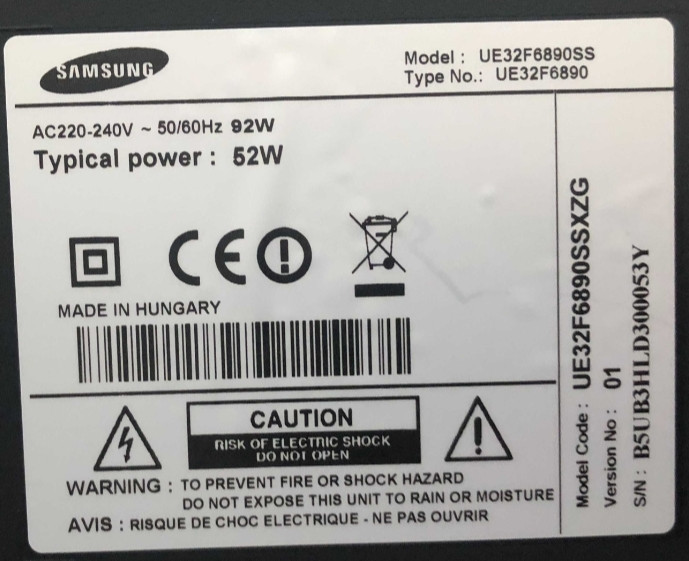 SAMSUNG
Model : UE32F6890SS
Type No.: UE32F6890
AC220-240V ~ 50/60Hz 92W
Typical power : 52W
CE
MADE IN HUNGARY
CAUTION
RISK OF ELECTRIC SHOCK
DO NOT OPEN
WARNING : TO PREVENT FIRE OR SHOCK HAZARD
DO NOT EXPOSE THIS UNIT TO RAIN OR MOISTURE
AVIS : RISQUE DE CHOC ELECTRIQUE - NE PAS OUVRIR
Model Code : UE32F6890SSXZG
Version No : 01
S/N : B5UB3HLD300053Y